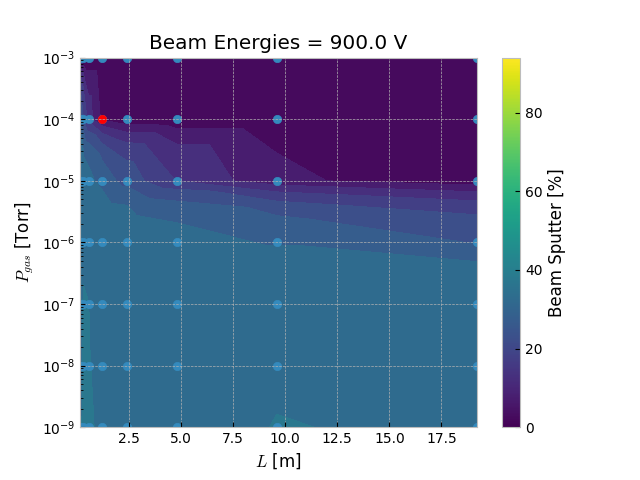 Beam Energies = 900.0 V
10⁻³
10⁻⁴
10⁻⁵
10⁻⁶
10⁻⁷
10⁻⁸
10⁻⁹
P_gas [Torr]
2.5 5.0 7.5 10.0 12.5 15.0 17.5
L [m]
80
60
40
20
0
Beam Sputter [%]